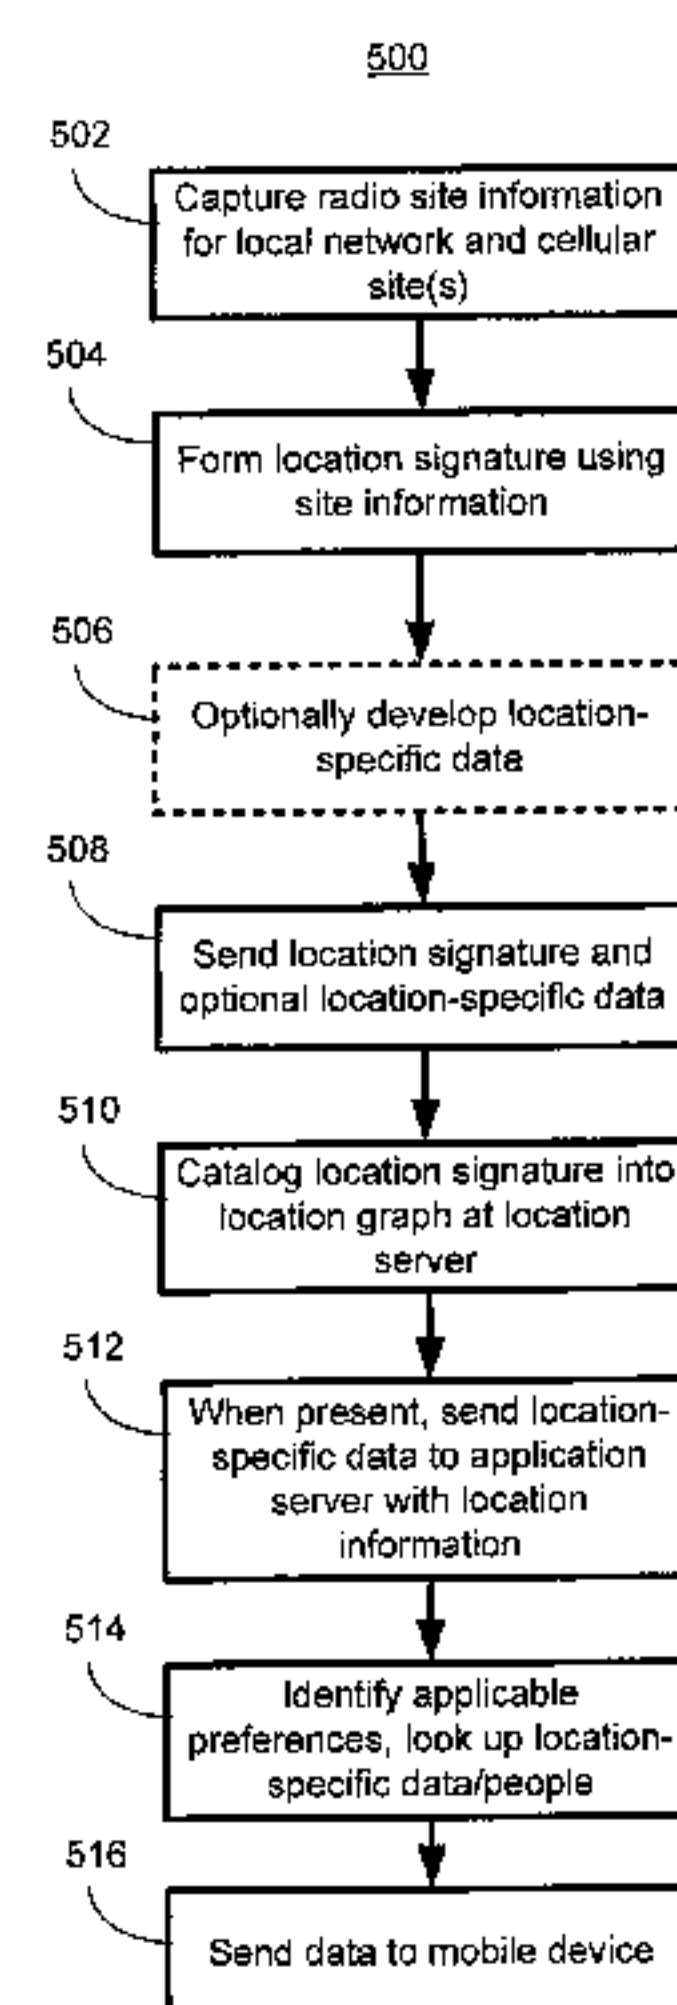 500
502
Capture radio site information
for local network and cellular
site(s)
504
Form location signature using
site information
506
Optionally develop location-
specific data
508
Send location signature and
optional location-specific data
510
Catalog location signature into
location graph at location
server
512
When present, send location-
specific data to application
server with location
information
514
Identify applicable
preferences, look up location-
specific data/people
516
Send data to mobile device